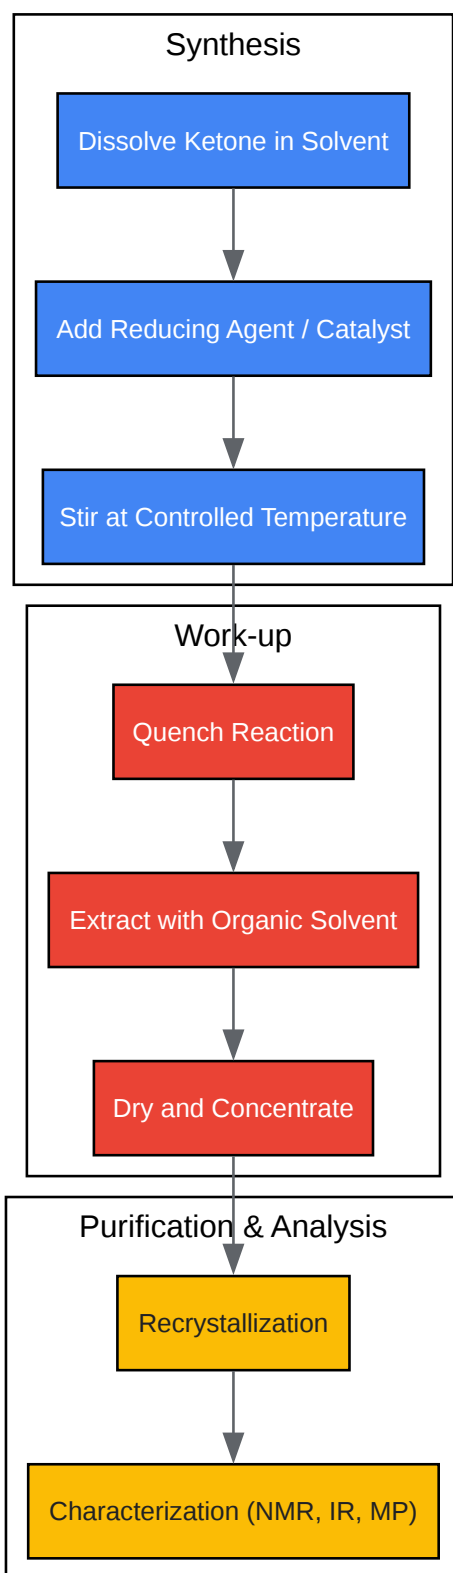 Synthesis
Dissolve Ketone in Solvent
Add Reducing Agent / Catalyst
Stir at Controlled Temperature
Work-up
Quench Reaction
Extract with Organic Solvent
Dry and Concentrate
Purification & Analysis
Recrystallization
Characterization (NMR, IR, MP)